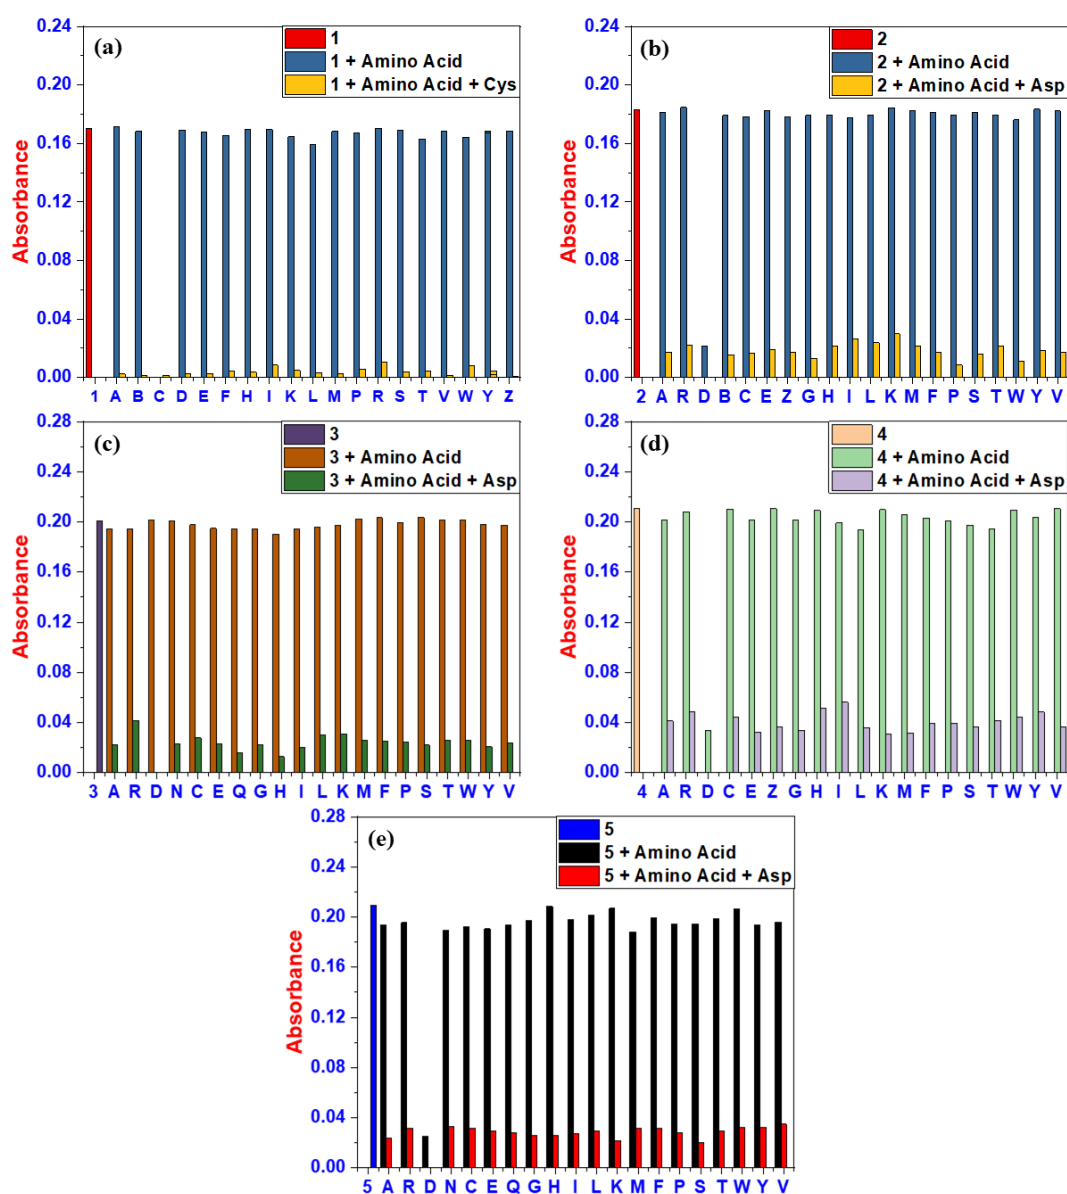 (a)
1
1 + Amino Acid
1 + Amino Acid + Cys
Absorbance
0.24
0.20
0.16
0.12
0.08
0.04
0.00
1 A B C D E F H I K L M P R S T V W Y Z
(b)
2
2 + Amino Acid
2 + Amino Acid + Asp
Absorbance
0.24
0.20
0.16
0.12
0.08
0.04
0.00
2 A R D B C E Z G H I L K M F P S T W Y V
(c)
3
3 + Amino Acid
3 + Amino Acid + Asp
Absorbance
0.28
0.24
0.20
0.16
0.12
0.08
0.04
0.00
3 A R D N C E Q G H I L K M F P S T W Y V
(d)
4
4 + Amino Acid
4 + Amino Acid + Asp
Absorbance
0.28
0.24
0.20
0.16
0.12
0.08
0.04
0.00
4 A R D C E Z G H I L K M F P S T W Y V
(e)
5
5 + Amino Acid
5 + Amino Acid + Asp
Absorbance
0.28
0.24
0.20
0.16
0.12
0.08
0.04
0.00
5 A R D N C E Q G H I L K M F P S T W Y V